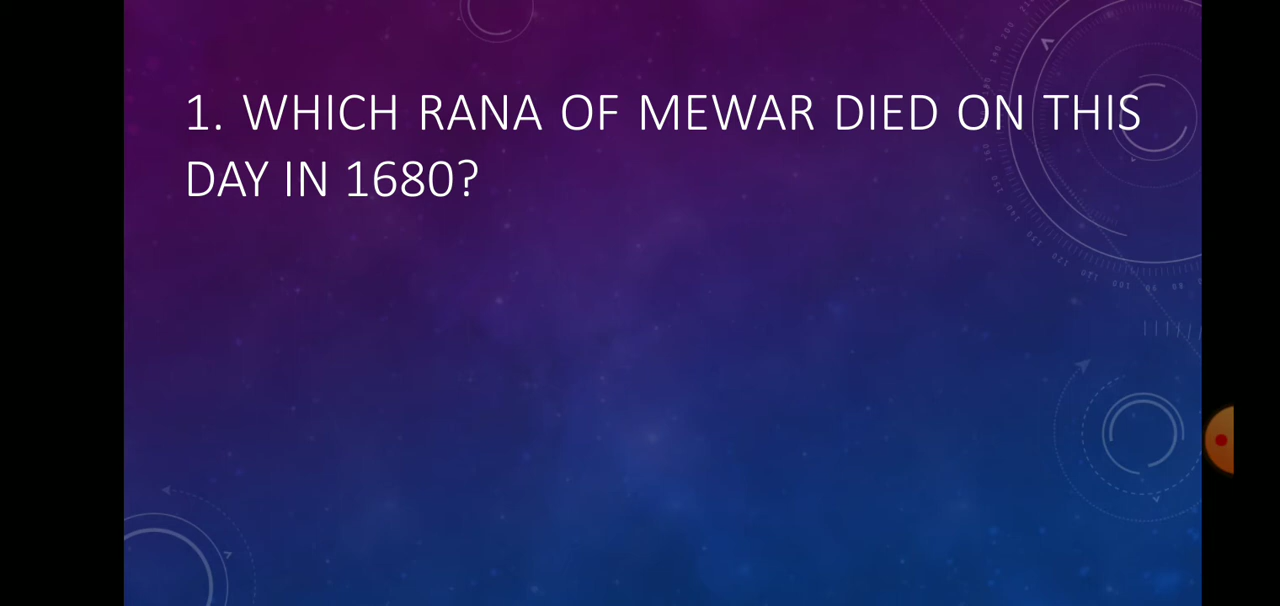 1. WHICH RANA OF MEWAR DIED ON THIS
DAY IN 1680?